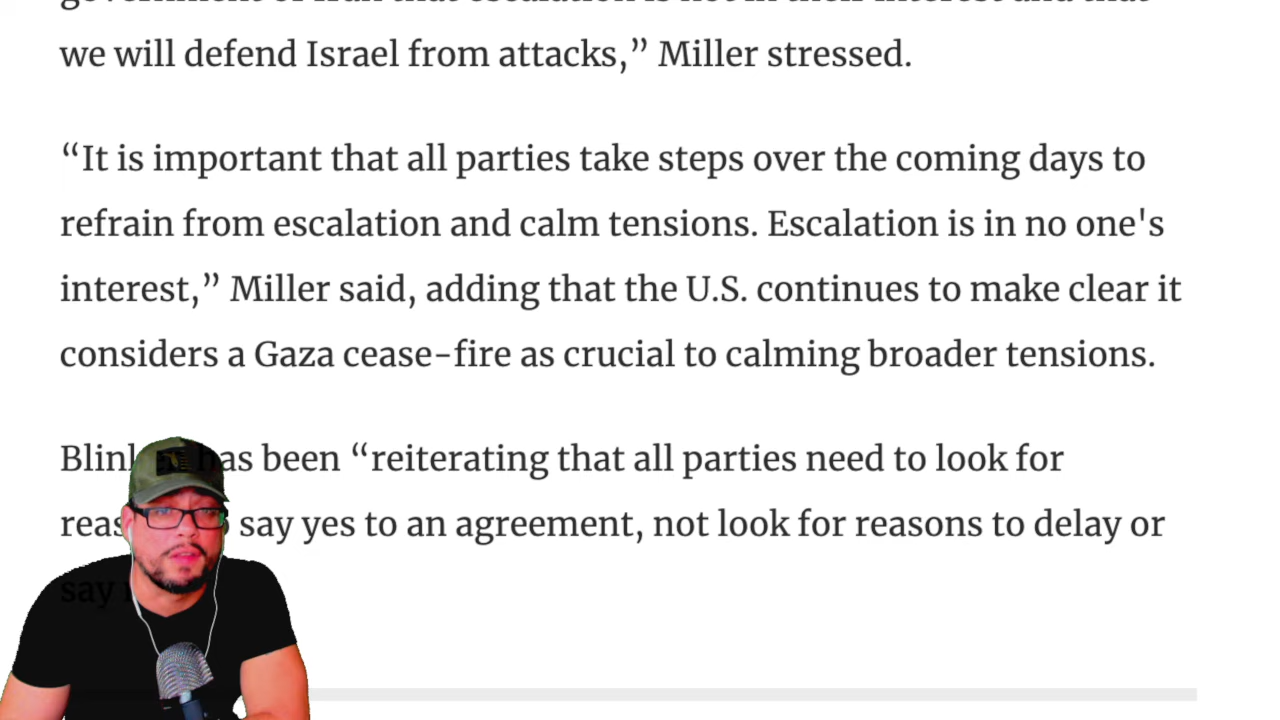 we will defend Israel from attacks,” Miller stressed.
“It is important that all parties take steps over the coming days to
refrain from escalation and calm tensions. Escalation is in no one's
interest,” Miller said, adding that the U.S. continues to make clear it
considers a Gaza cease-fire as crucial to calming broader tensions.
been “reiterating that all parties need to look for
say yes to an agreement, not look for reasons to delay or
say